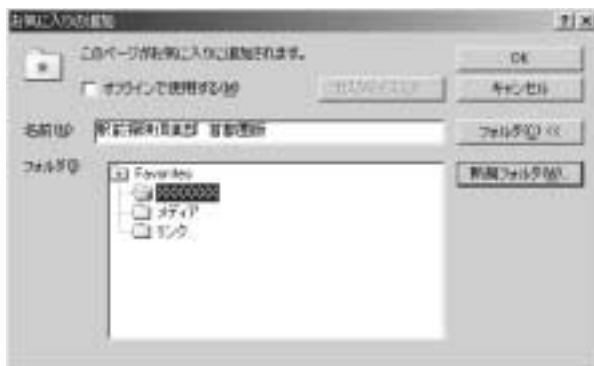 お気に入りの追加
このページがお気に入りに追加されます。
オフラインで使用する(M)
OK
キャンセル
名前(N)
フォルダ(C) <<
フォルダ(I)
新規フォルダ(W)...
Favorites
メディア
リンク